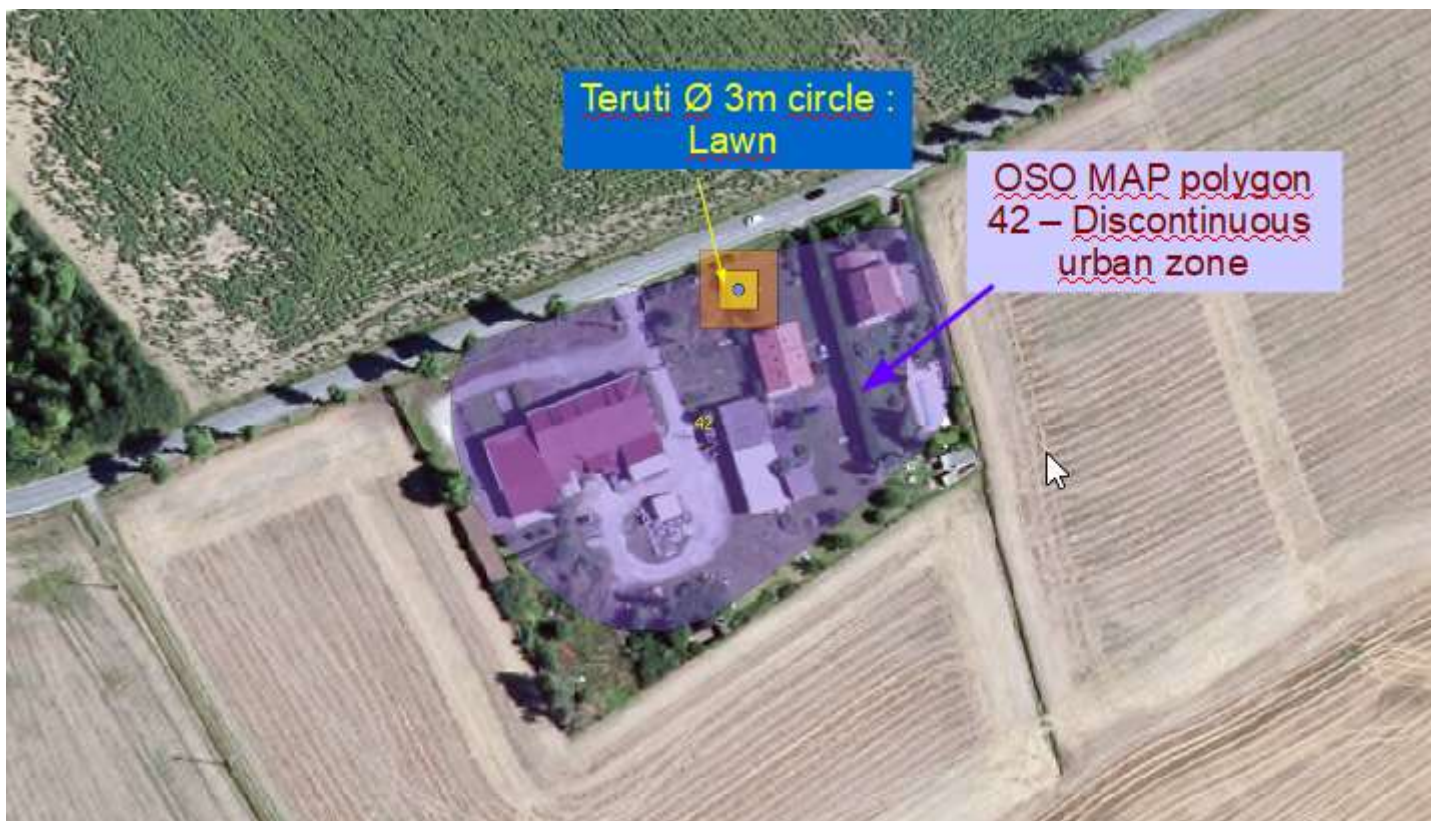 Teruti Ø 3m circle :
Lawn
OSO MAP polygon
42 – Discontinuous
urban zone
42